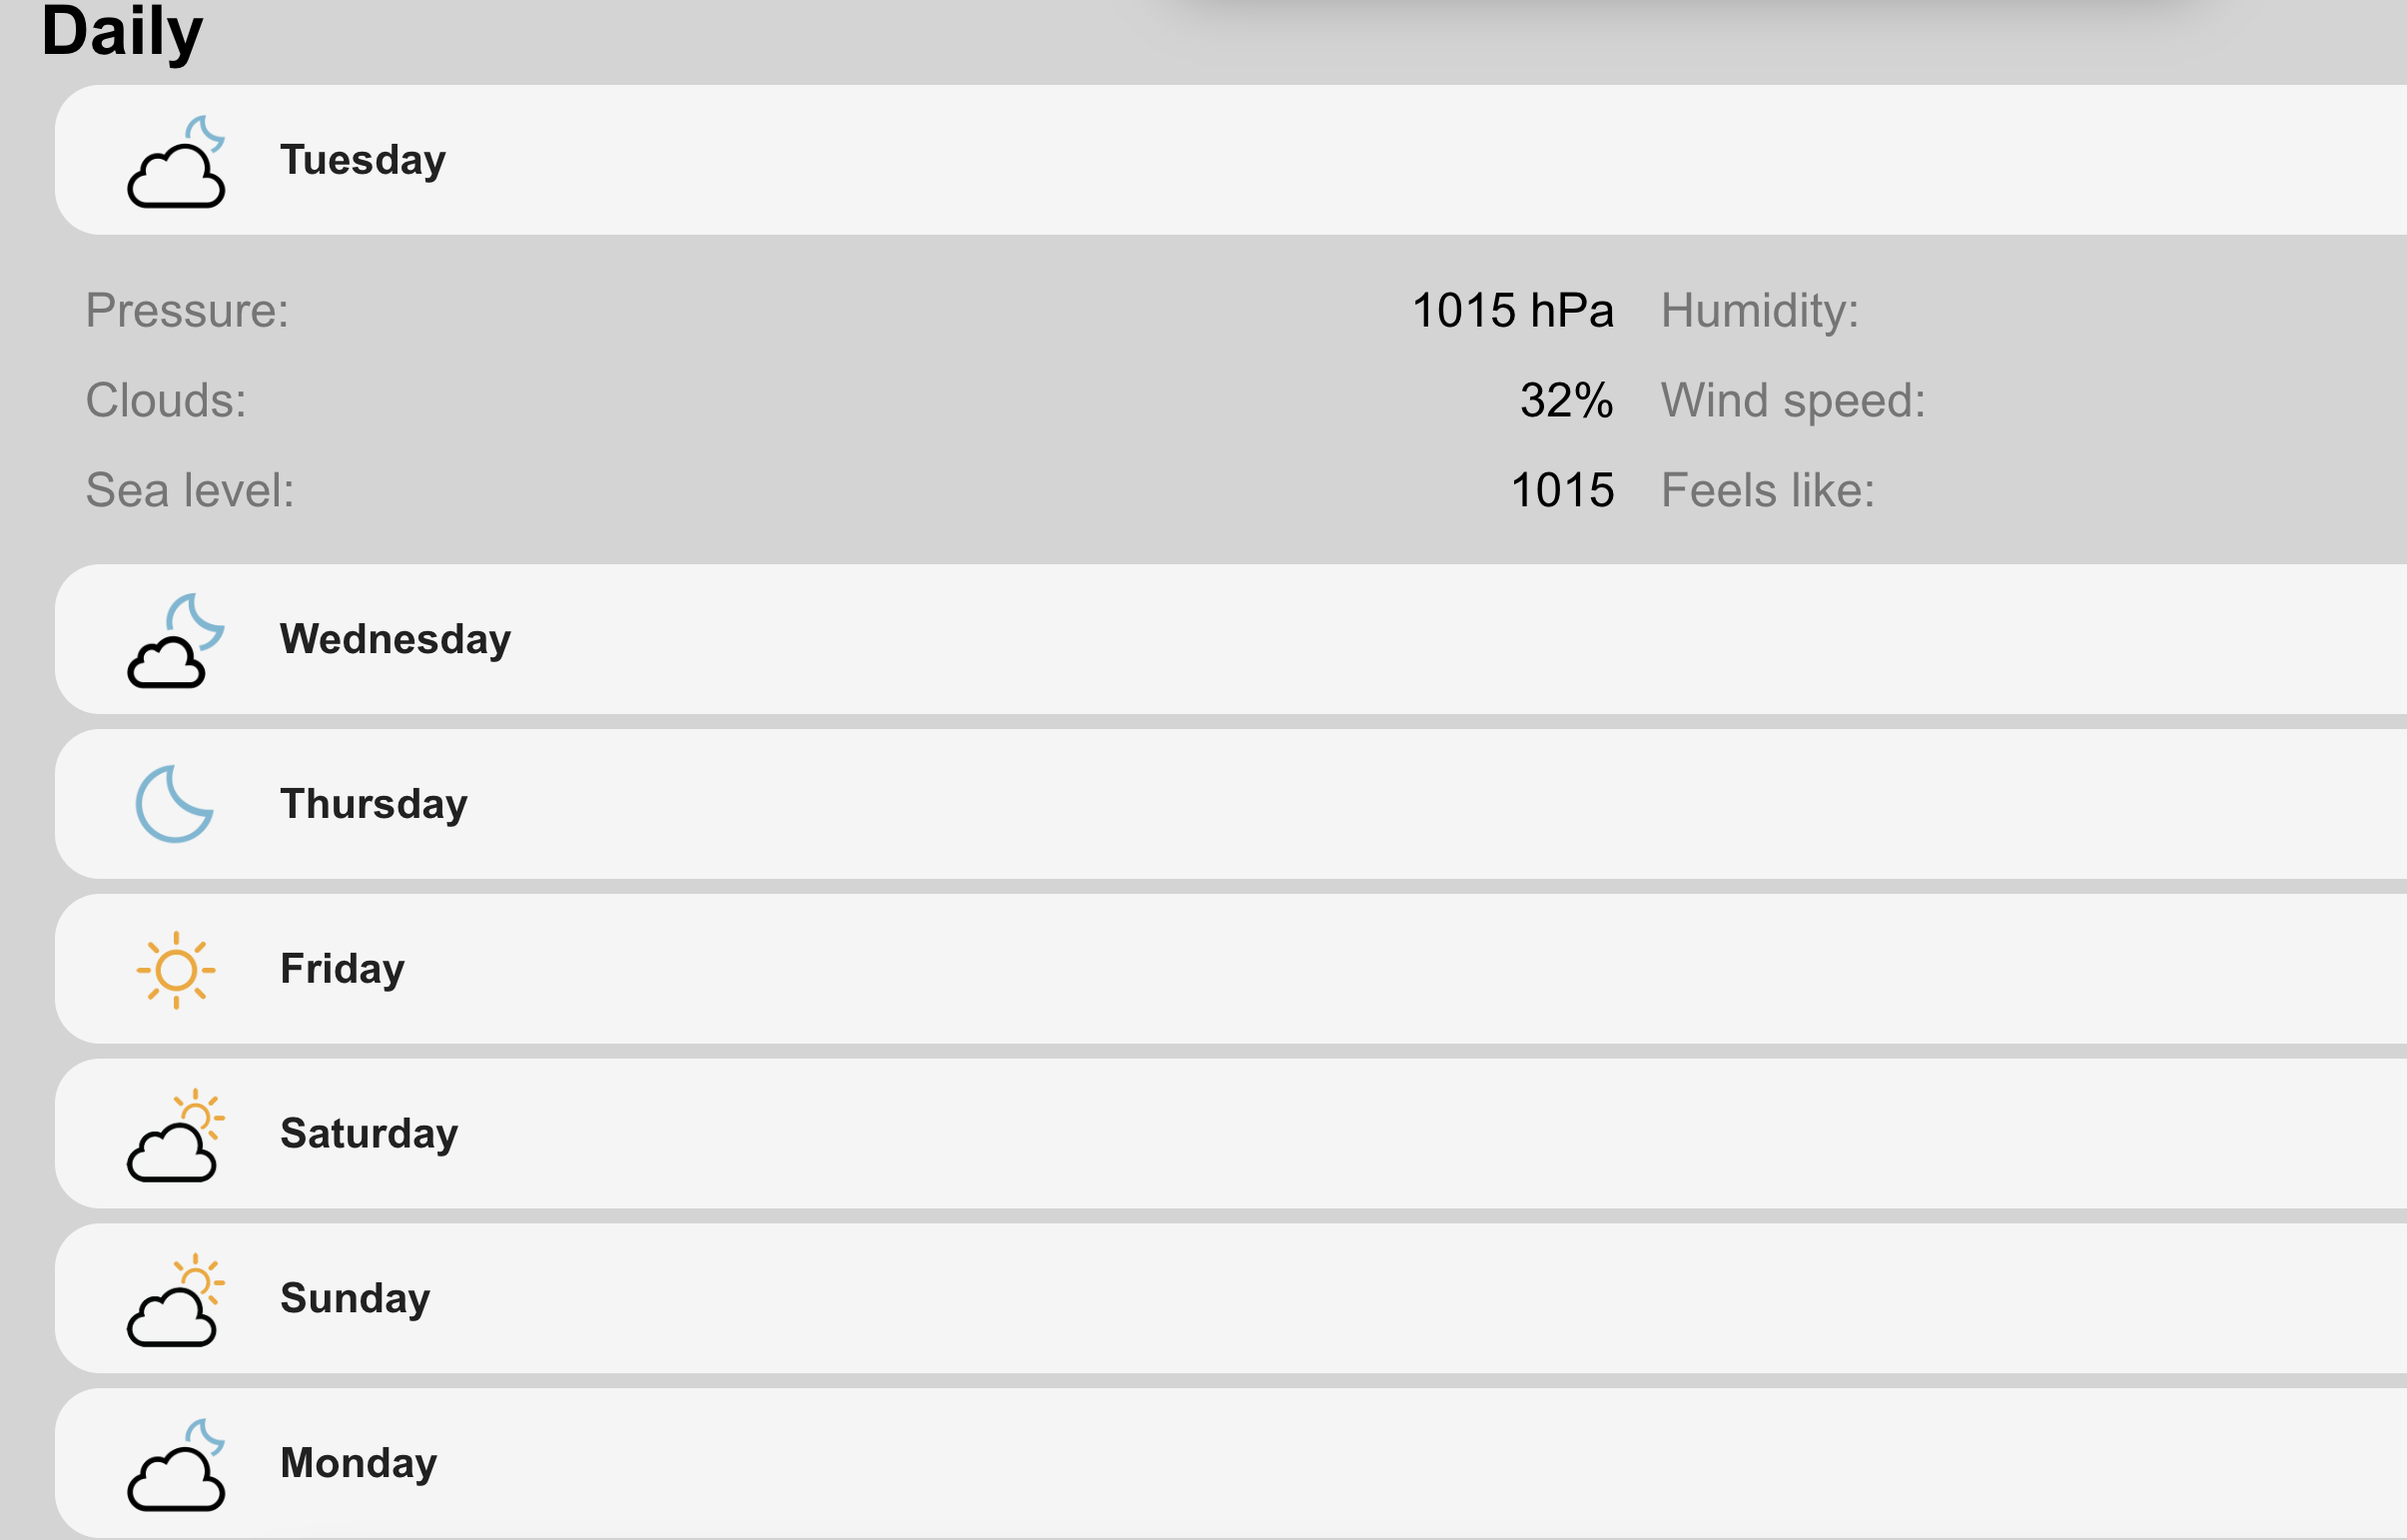 Daily
Tuesday
Pressure: 1015 hPa Humidity:
Clouds: 32% Wind speed:
Sea level: 1015 Feels like:
Wednesday
Thursday
Friday
Saturday
Sunday
Monday